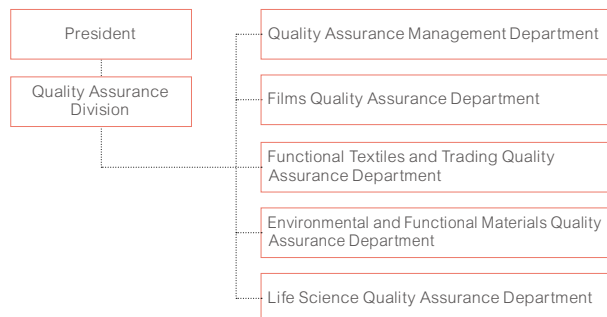 President
Quality Assurance
Division
Quality Assurance Management Department
Films Quality Assurance Department
Functional Textiles and Trading Quality
Assurance Department
Environmental and Functional Materials Quality
Assurance Department
Life Science Quality Assurance Department